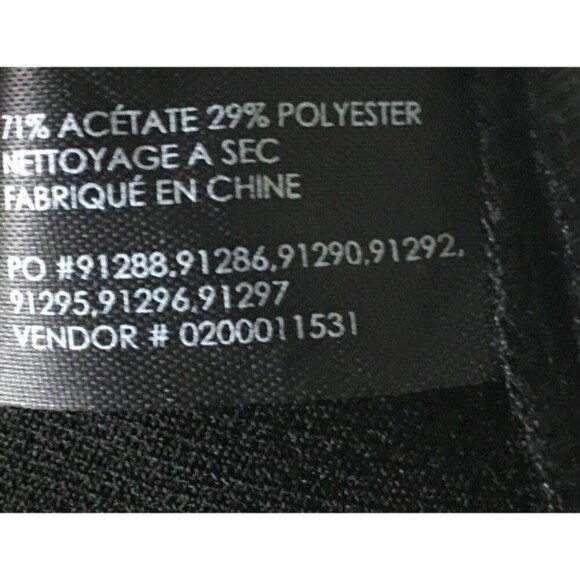 71% ACÉTATE 29% POLYESTER
NETTOYAGE A SEC
FABRIQUÉ EN CHINE
PO #91288.91286,91290,91292,
91295,91296,91297
VENDOR # 0200011531